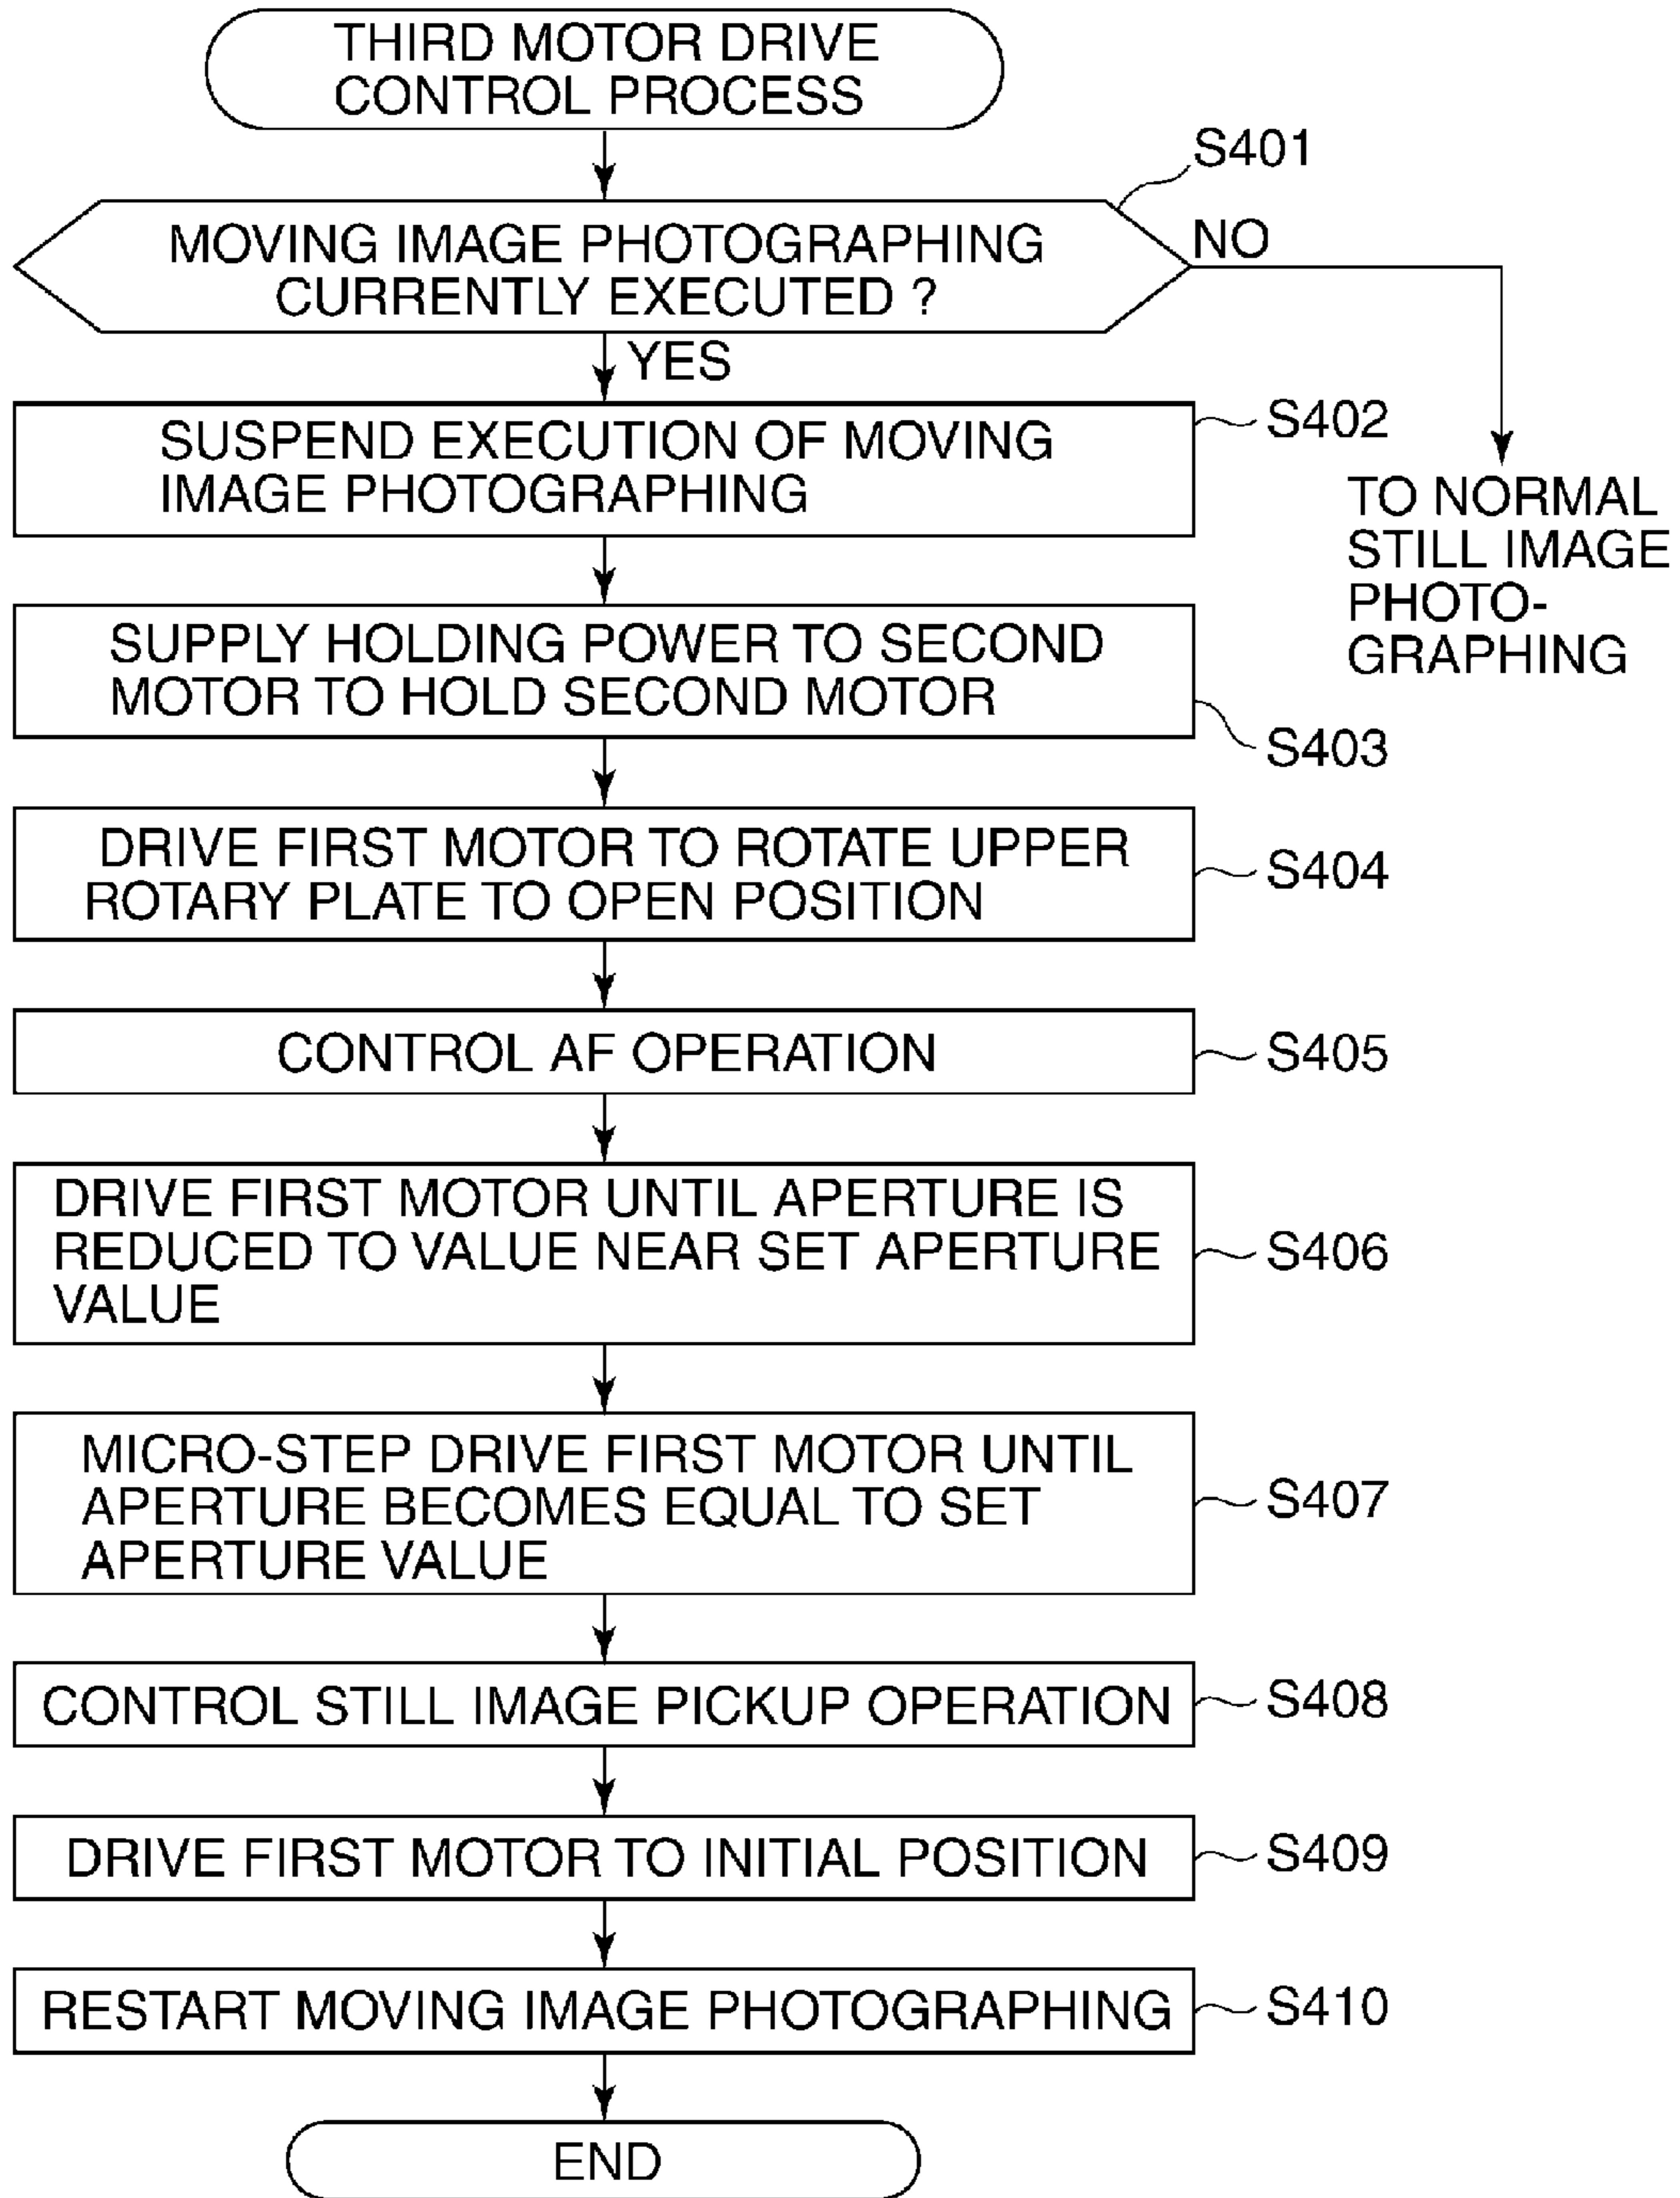 THIRD MOTOR DRIVE
CONTROL PROCESS
S401
MOVING IMAGE PHOTOGRAPHING
CURRENTLY EXECUTED ?
NO
YES
SUSPEND EXECUTION OF MOVING
IMAGE PHOTOGRAPHING
S402
TO NORMAL
STILL IMAGE
PHOTO-
GRAPHING
SUPPLY HOLDING POWER TO SECOND
MOTOR TO HOLD SECOND MOTOR
S403
DRIVE FIRST MOTOR TO ROTATE UPPER
ROTARY PLATE TO OPEN POSITION
S404
CONTROL AF OPERATION
S405
DRIVE FIRST MOTOR UNTIL APERTURE IS
REDUCED TO VALUE NEAR SET APERTURE
VALUE
S406
MICRO-STEP DRIVE FIRST MOTOR UNTIL
APERTURE BECOMES EQUAL TO SET
APERTURE VALUE
S407
CONTROL STILL IMAGE PICKUP OPERATION
S408
DRIVE FIRST MOTOR TO INITIAL POSITION
S409
RESTART MOVING IMAGE PHOTOGRAPHING
S410
END